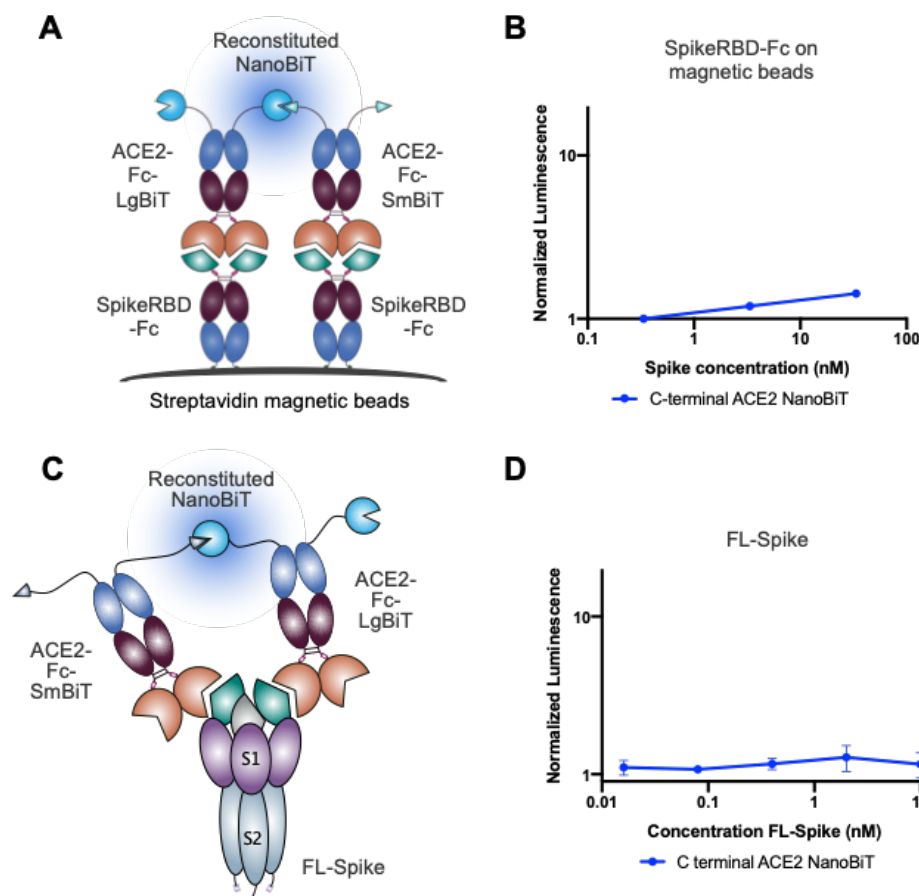 A
Reconstituted
NanoBiT
ACE2-
Fc-
LgBiT
ACE2-
Fc-
SmBiT
SpikeRBD
-Fc
SpikeRBD
-Fc
Streptavidin magnetic beads
B
SpikeRBD-Fc on
magnetic beads
Normalized Luminescence
10
1
0.1
1
10
100
Spike concentration (nM)
C-terminal ACE2 NanoBiT
C
Reconstituted
NanoBiT
ACE2-
Fc-
LgBiT
ACE2-
Fc-
SmBiT
S1
S2
FL-Spike
D
FL-Spike
Normalized Luminescence
10
1
0.01
0.1
1
Concentration FL-Spike (nM)
C terminal ACE2 NanoBiT